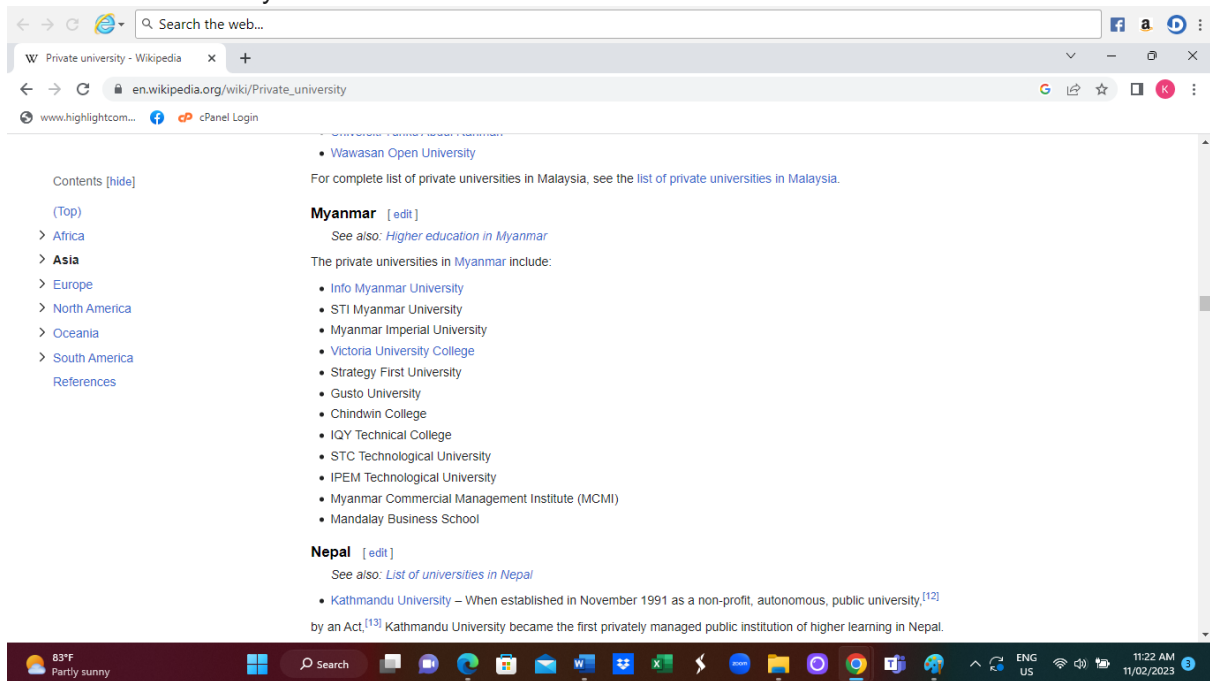 Search the web...
Private university - Wikipedia
en.wikipedia.org/wiki/Private_university
www.highlightcom... cPanel Login
Wawasan Open University
Contents [hide]
For complete list of private universities in Malaysia, see the list of private universities in Malaysia.
(Top)
Africa
Asia
Europe
North America
Oceania
South America
References
Myanmar [ edit ]
See also: Higher education in Myanmar
The private universities in Myanmar include:
Info Myanmar University
STI Myanmar University
Myanmar Imperial University
Victoria University College
Strategy First University
Gusto University
Chindwin College
IQY Technical College
STC Technological University
IPEM Technological University
Myanmar Commercial Management Institute (MCMI)
Mandalay Business School
Nepal [ edit ]
See also: List of universities in Nepal
Kathmandu University – When established in November 1991 as a non-profit, autonomous, public university,[12]
by an Act,[13] Kathmandu University became the first privately managed public institution of higher learning in Nepal.
83°F
Partly sunny
Search
zoom
ENG
US
11:22 AM
11/02/2023
3